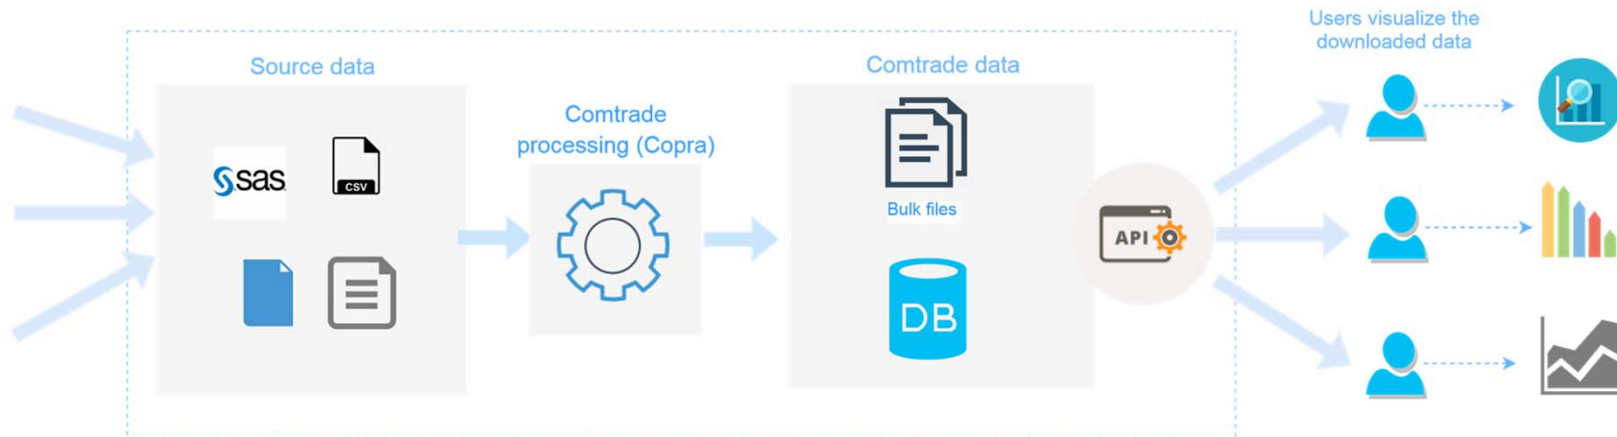 Users visualize the
downloaded data
Source data
Comtrade data
Comtrade
processing (Copra)
sas
CSV
Bulk files
API
DB